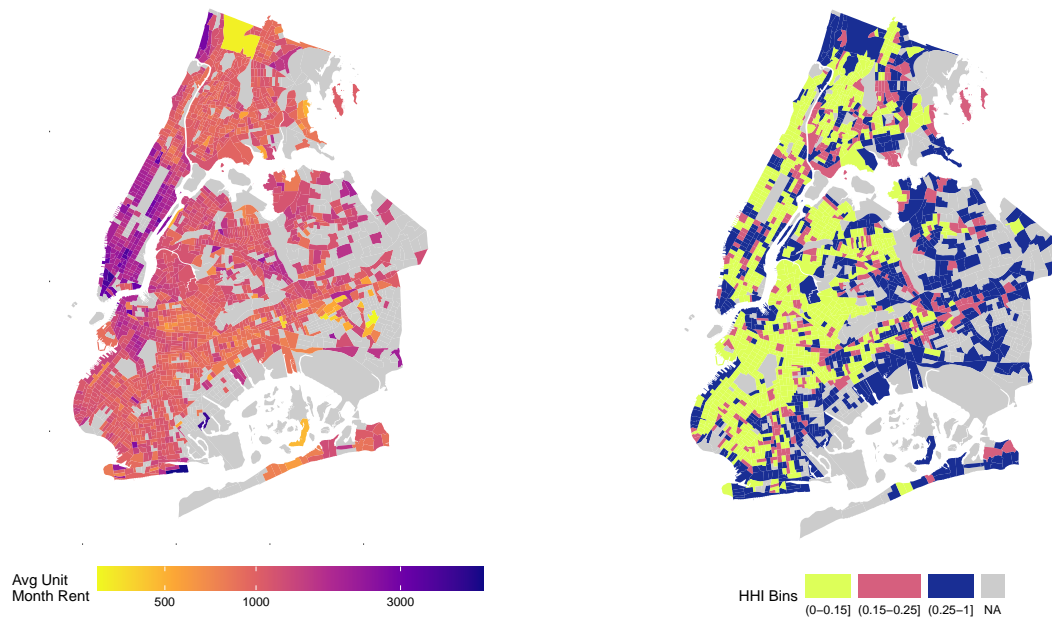 Avg Unit
Month Rent
500
1000
3000
HHI Bins
(0−0.15]
(0.15−0.25]
(0.25−1]
NA